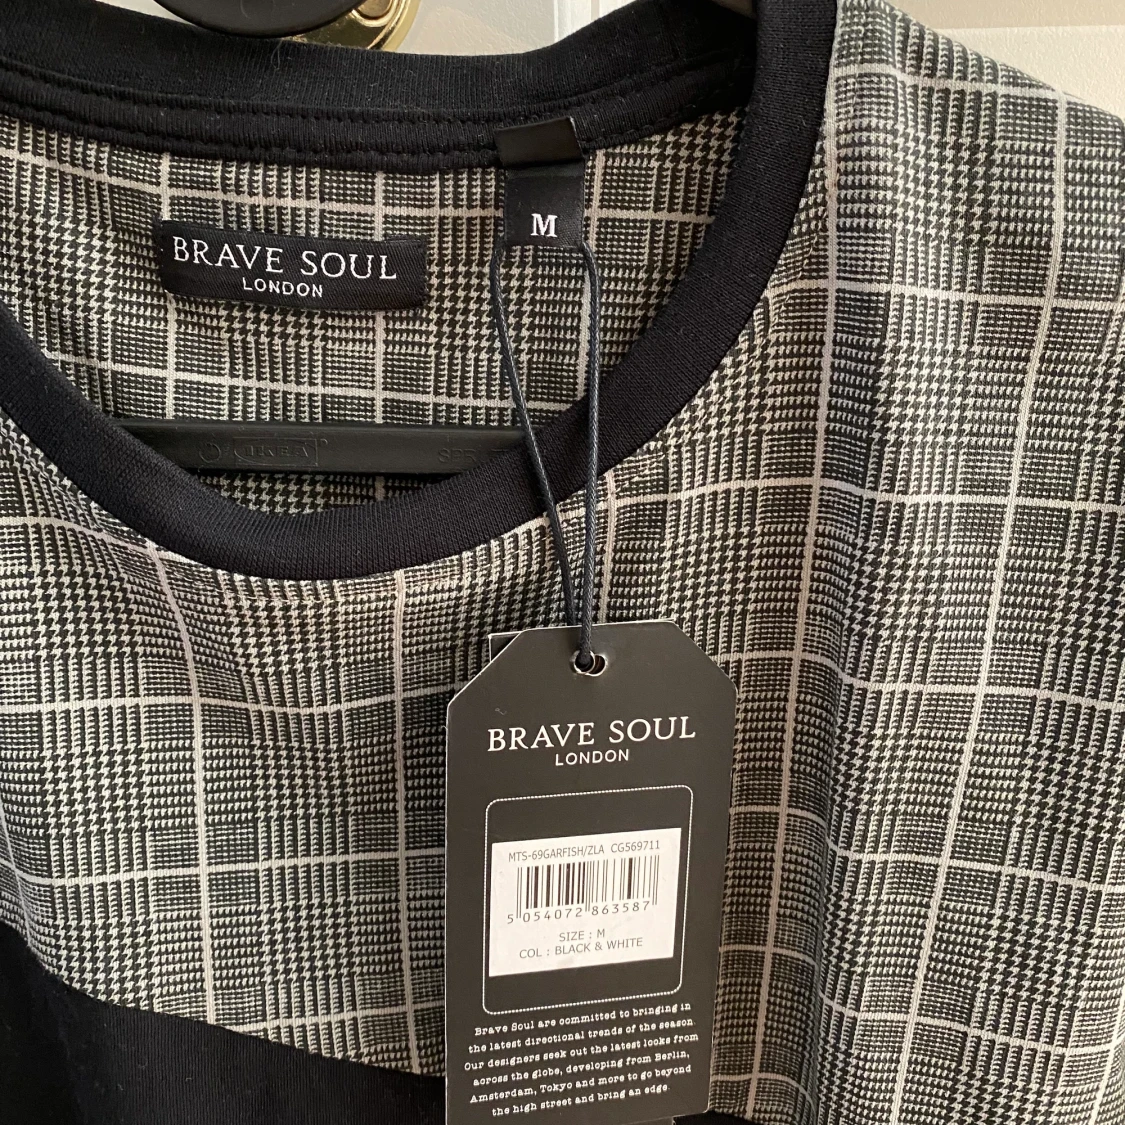 M
BRAVE SOUL
LONDON
IKEA
BRAVE SOUL
LONDON
MTS-69GARFISH/ZLA CG569711
5 054072 863587
SIZE : M
COL : BLACK & WHITE
Brave Soul are committed to bringing in
the latest directional trends of the season.
Our designers seek out the latest looks from
across the globe, developing from Berlin,
Amsterdam, Tokyo and more to go beyond
the high street and bring an edge.